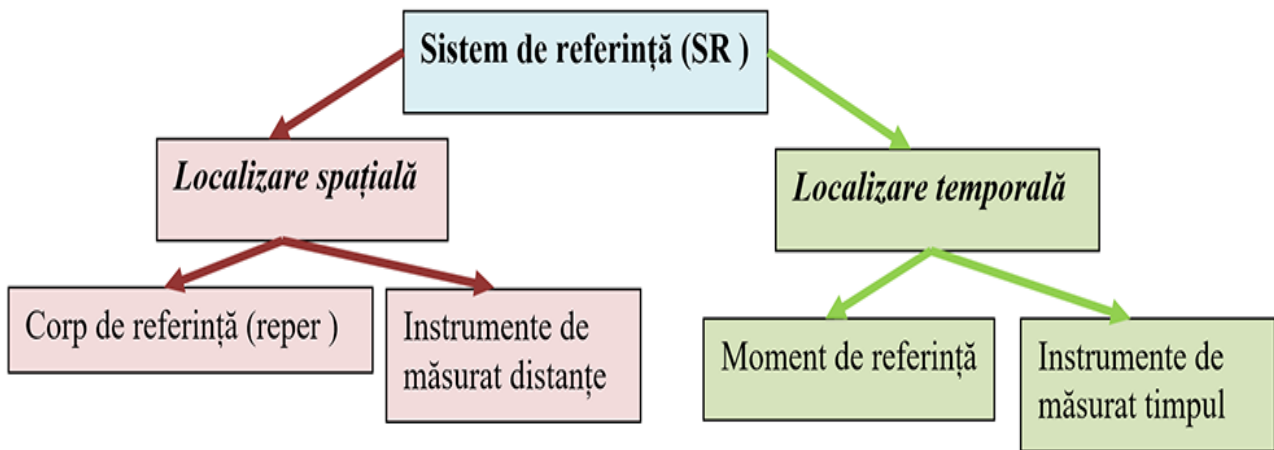 Sistem de referință (SR )
Localizare spațială
Localizare temporală
Corp de referință (reper )
Instrumente de
măsurat distanțe
Moment de referință
Instrumente de
măsurat timpul